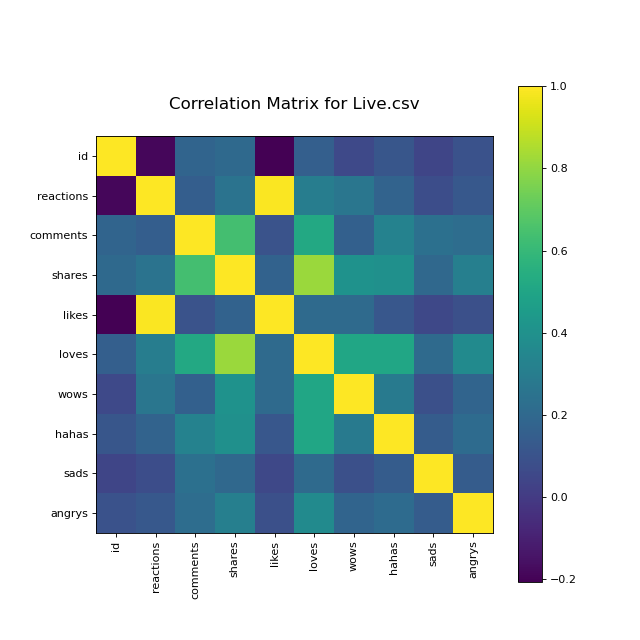 Correlation Matrix for Live.csv
id
reactions
comments
shares
likes
loves
wows
hahas
sads
angrys
id
reactions
comments
shares
likes
loves
wows
hahas
sads
angrys
1.0
0.8
0.6
0.4
0.2
0.0
−0.2